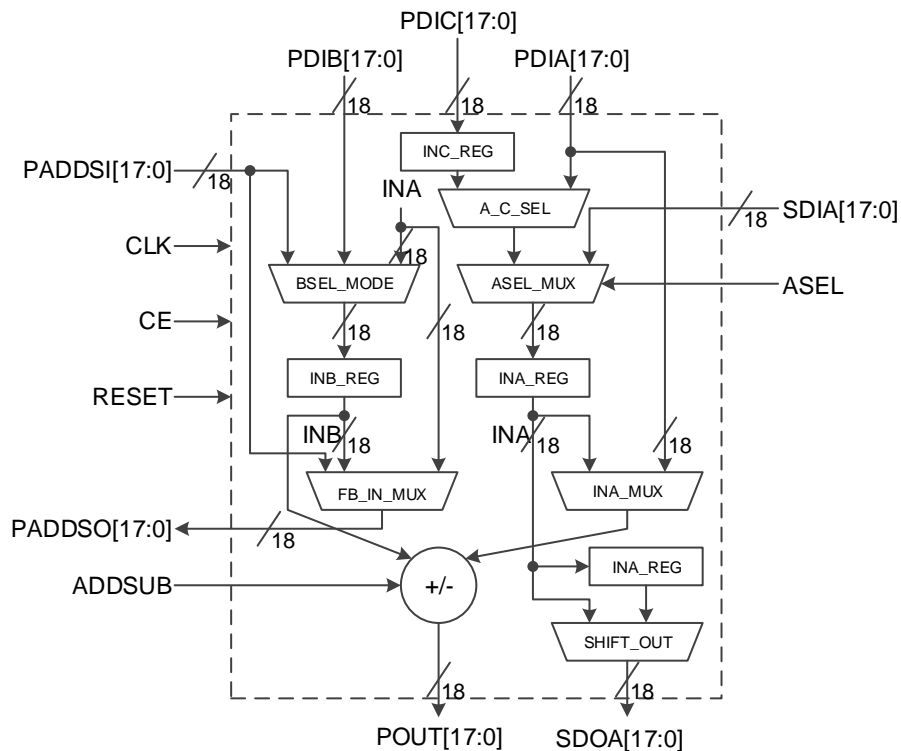 PDIC[17:0]
PDIB[17:0]
PDIA[17:0]
18
18
18
INC_REG
PADDSI[17:0]
18
INA
A_C_SEL
18
SDIA[17:0]
CLK
18
BSEL_MODE
ASEL_MUX
ASEL
CE
18
18
18
INB_REG
INA_REG
RESET
INB
18
INA
18
18
FB_IN_MUX
INA_MUX
PADDSO[17:0]
18
ADDSUB
+/-
INA_REG
SHIFT_OUT
18
18
POUT[17:0]
SDOA[17:0]